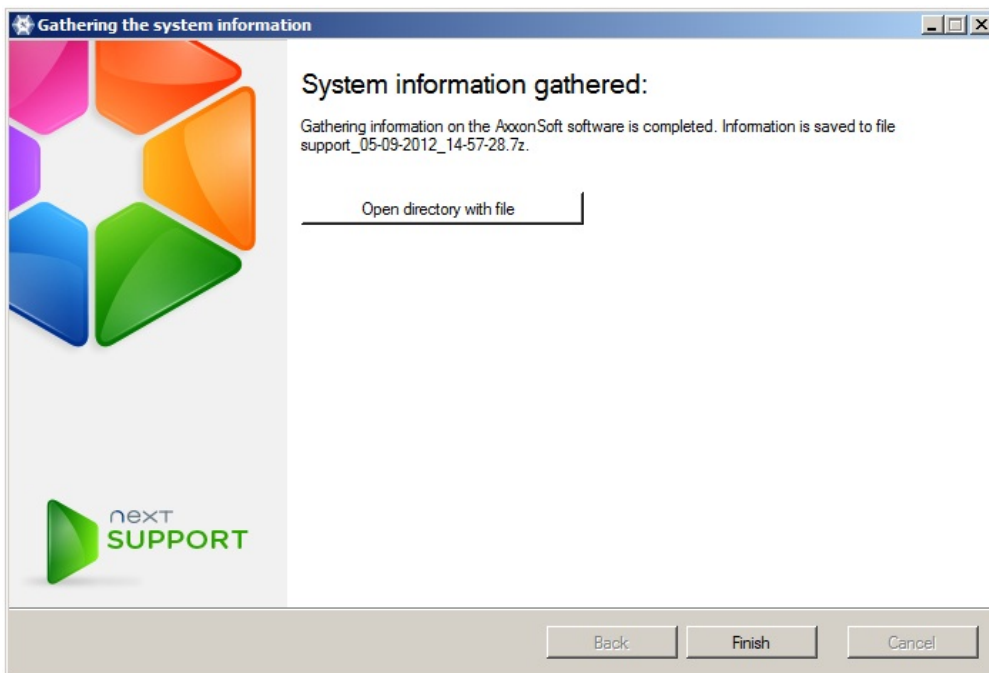 Gathering the system information
System information gathered:
Gathering information on the AxxonSoft software is completed. Information is saved to file
support_05-09-2012_14-57-28.7z.
Open directory with file
next
SUPPORT
Back
Finish
Cancel